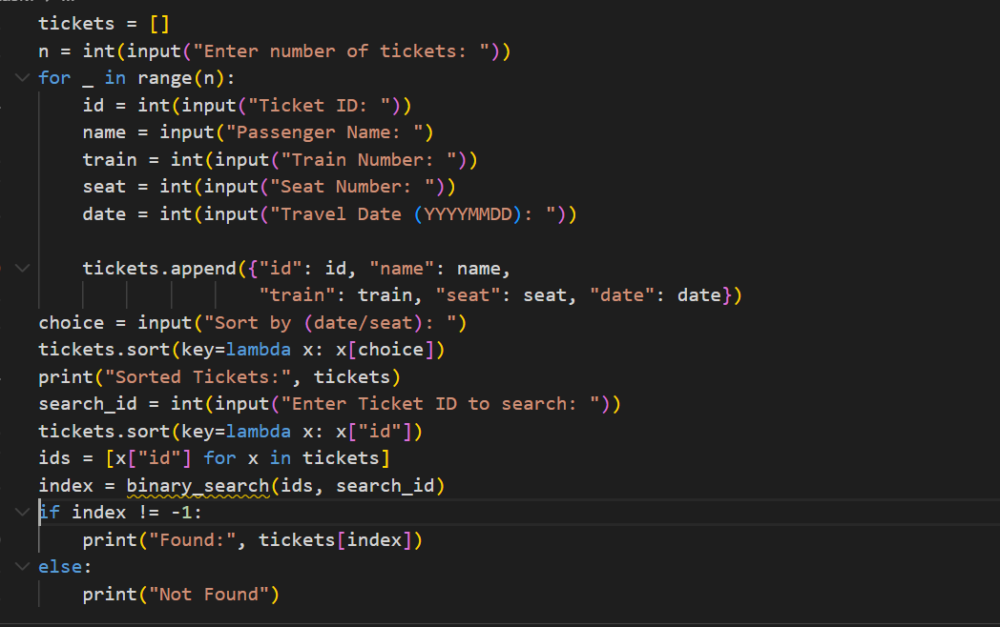 tickets = []
n = int(input("Enter number of tickets: "))
for _ in range(n):
    id = int(input("Ticket ID: "))
    name = input("Passenger Name: ")
    train = int(input("Train Number: "))
    seat = int(input("Seat Number: "))
    date = int(input("Travel Date (YYYYMMDD): "))

    tickets.append({"id": id, "name": name,
                    "train": train, "seat": seat, "date": date})
choice = input("Sort by (date/seat): ")
tickets.sort(key=lambda x: x[choice])
print("Sorted Tickets:", tickets)
search_id = int(input("Enter Ticket ID to search: "))
tickets.sort(key=lambda x: x["id"])
ids = [x["id"] for x in tickets]
index = binary_search(ids, search_id)
if index != -1:
    print("Found:", tickets[index])
else:
    print("Not Found")